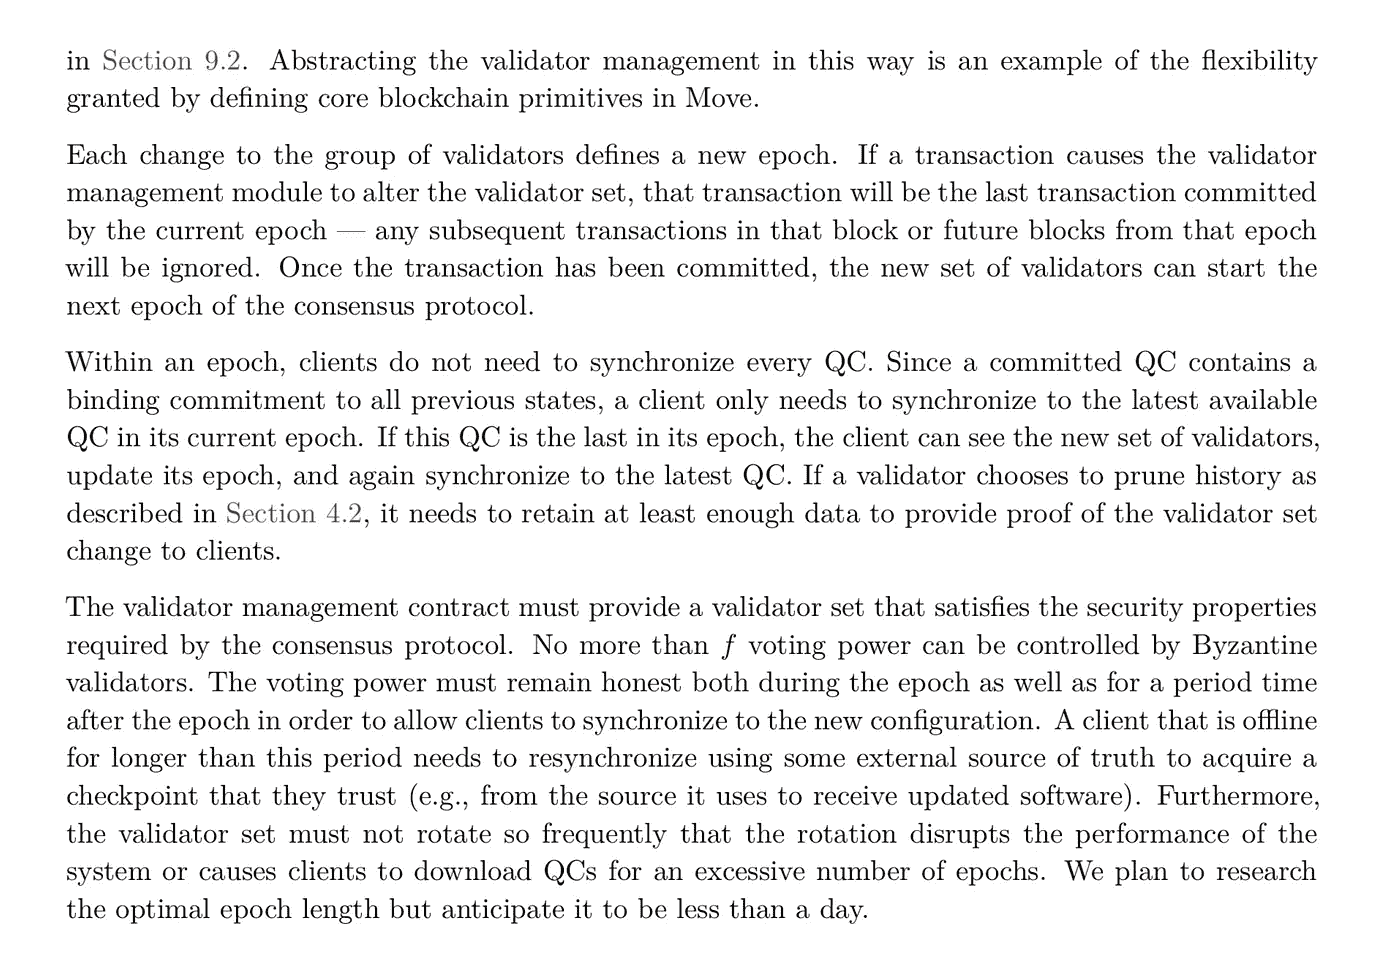 in Section 9.2. Abstracting the validator management in this way is an example of the flexibility
granted by defining core blockchain primitives in Move.
Each change to the group of validators defines a new epoch. If a transaction causes the validator
management module to alter the validator set, that transaction will be the last transaction committed
by the current epoch — any subsequent transactions in that block or future blocks from that epoch
will be ignored. Once the transaction has been committed, the new set of validators can start the
next epoch of the consensus protocol.
Within an epoch, clients do not need to synchronize every QC. Since a committed QC contains a
binding commitment to all previous states, a client only needs to synchronize to the latest available
QC in its current epoch. If this QC is the last in its epoch, the client can see the new set of validators,
update its epoch, and again synchronize to the latest QC. If a validator chooses to prune history as
described in Section 4.2, it needs to retain at least enough data to provide proof of the validator set
change to clients.
The validator management contract must provide a validator set that satisfies the security properties
required by the consensus protocol. No more than f voting power can be controlled by Byzantine
validators. The voting power must remain honest both during the epoch as well as for a period time
after the epoch in order to allow clients to synchronize to the new configuration. A client that is offline
for longer than this period needs to resynchronize using some external source of truth to acquire a
checkpoint that they trust (e.g., from the source it uses to receive updated software). Furthermore,
the validator set must not rotate so frequently that the rotation disrupts the performance of the
system or causes clients to download QCs for an excessive number of epochs. We plan to research
the optimal epoch length but anticipate it to be less than a day.